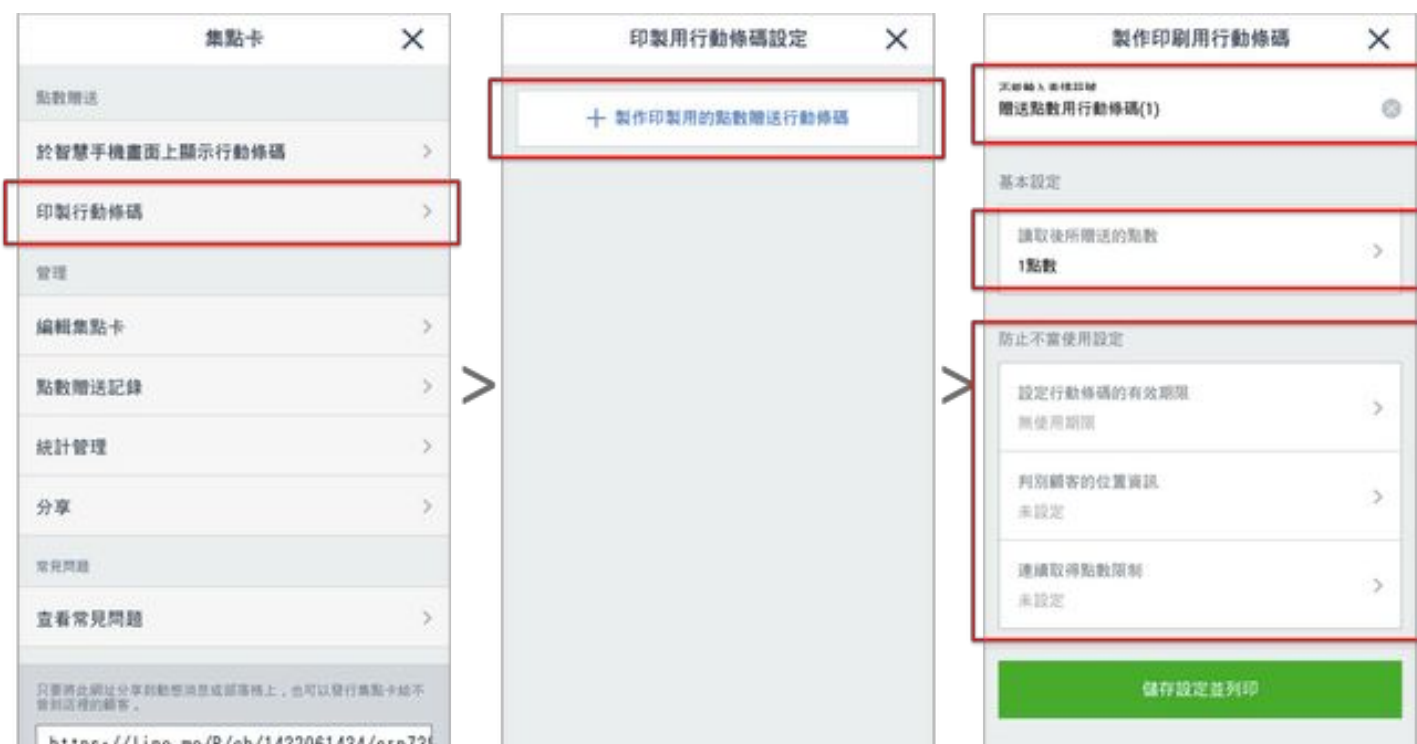 集點卡
點數贈送
於智慧手機畫面上顯示行動條碼
印製行動條碼
管理
編輯集點卡
點數贈送記錄
統計管理
分享
常見問題
查看常見問題
只要將此網址分享到動態消息或部落格上，也可以發行集點卡給不
曾到店裡的顧客。
>
印製用行動條碼設定
+ 製作印製用的點數贈送行動條碼
>
製作印刷用行動條碼
贈送點數用行動條碼(1)
基本設定
讀取後所贈送的點數
1點數
防止不當使用設定
設定行動條碼的有效期限
無使用期限
判別顧客的位置資訊
未設定
連續取得點數限制
未設定
儲存設定並列印